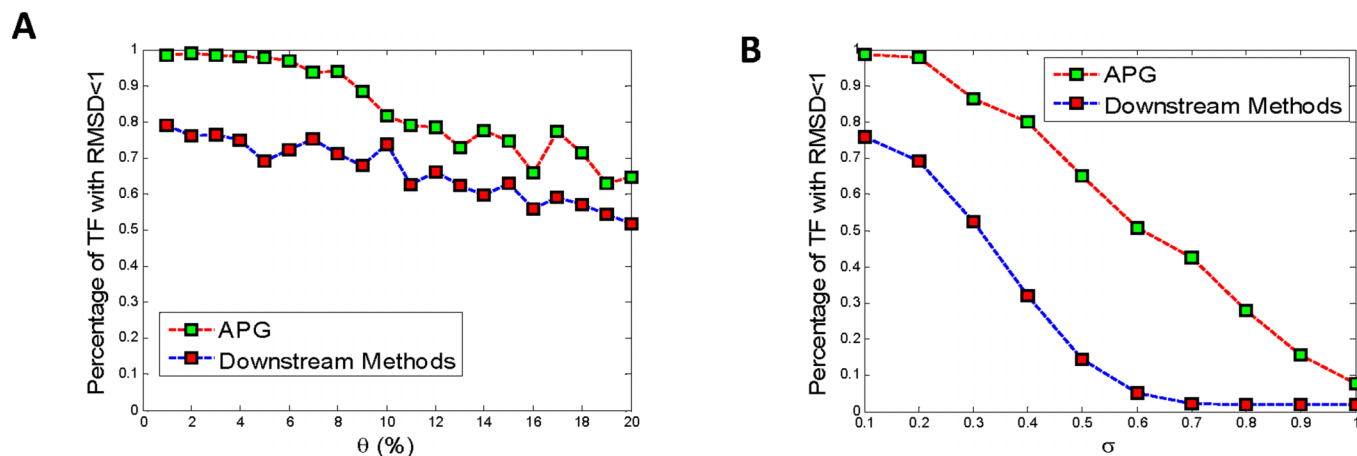 A
Percentage of TF with RMSD<1
1
0.9
0.8
0.7
0.6
0.5
0.4
0.3
0.2
0.1
0
APG
Downstream Methods
0 2 4 6 8 10 12 14 16 18 20
θ (%)
B
Percentage of TF with RMSD<1
1
0.9
0.8
0.7
0.6
0.5
0.4
0.3
0.2
0.1
0
APG
Downstream Methods
0.1 0.2 0.3 0.4 0.5 0.6 0.7 0.8 0.9 1
σ